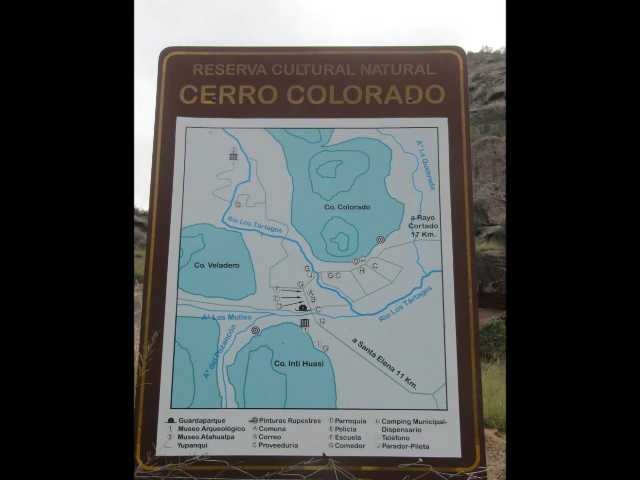 RESERVA CULTURAL NATURAL
CERRO COLORADO
A° La Quebrada
Co. Colorado
a Rayo
Cortado
17 Km.
Río Los Tártagos
Co. Veladero
Río Los Tártagos
A° Los Molles
A° del Pozancón
a Santa Elena 11 Km.
Co. Inti Huasi
Guardaparque
Museo Arqueológico
Museo Atahualpa
Yupanqui
Pinturas Rupestres
A Comuna
Correo
C Proveeduría
Parroquia
Policía
E Escuela
G Comedor
H Camping Municipal-
Dispensario
Teléfono
Parador-Pileta